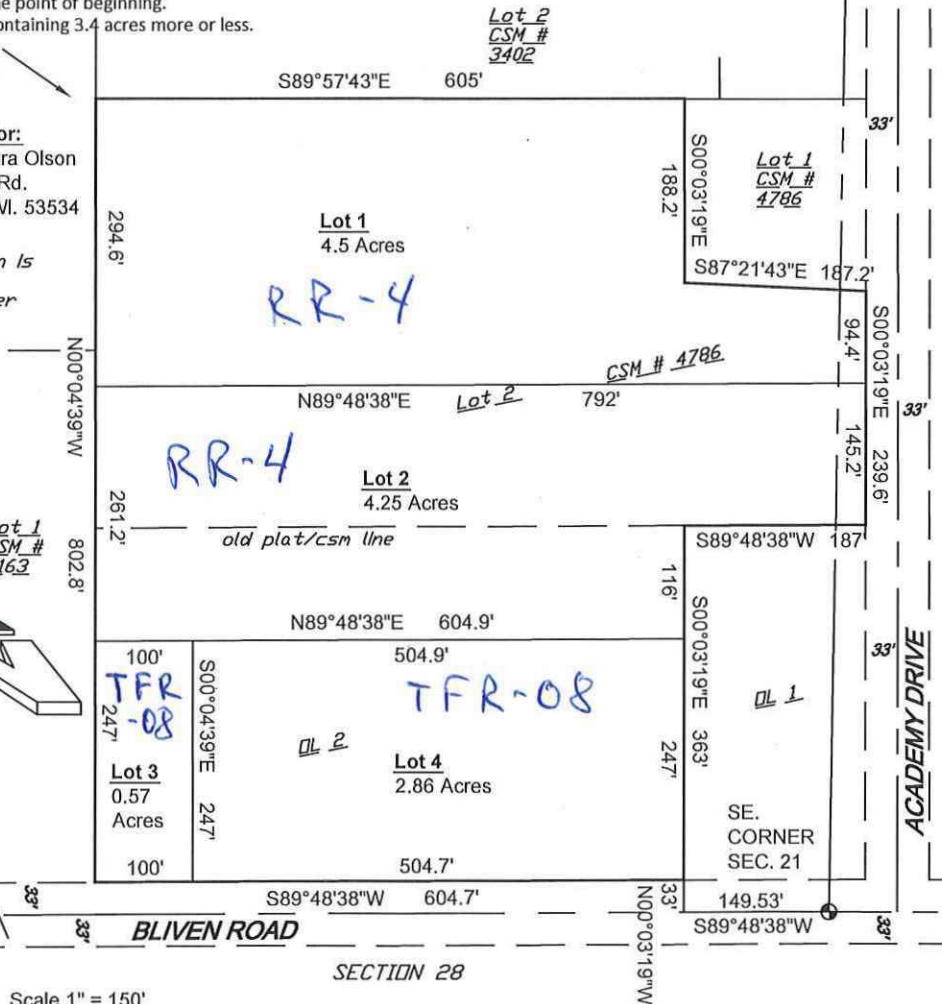 e point of beginning.
ontaining 3.4 acres more or less.
Lot 2
CSM #
3402
S89°57'43"E 605'
33'
or:
ra Olson
Rd.
WI. 53534
n Is
er
294.6'
Lot 1
4.5 Acres
RR-4
188.2'
S00°03'19"E
Lot 1
CSM #
4786
S87°21'43"E 187.2'
94.4'
S00°03'19"E 239.6'
CSM # 4786
N89°48'38"E Lot 2 792'
33'
N00°04'39"W 802.8'
RR-4
Lot 2
4.25 Acres
145.2'
261.2'
old plat/csm line
S89°48'38"W 187'
ot 1
SM #
163
116'
S00°03'19"E 363'
N89°48'38"E 604.9'
33'
100'
504.9'
TFR
-08
TFR-08
247'
S00°04'39"E 247'
OL 2
OL 1
Lot 3
0.57
Acres
Lot 4
2.86 Acres
247'
ACADEMY DRIVE
SE.
CORNER
SEC. 21
100'
504.7'
33'
S89°48'38"W 604.7'
33'
N00°03'19"W
149.53'
33'
BLIVEN ROAD
S89°48'38"W
33'
SECTION 28
Scale 1" = 150'